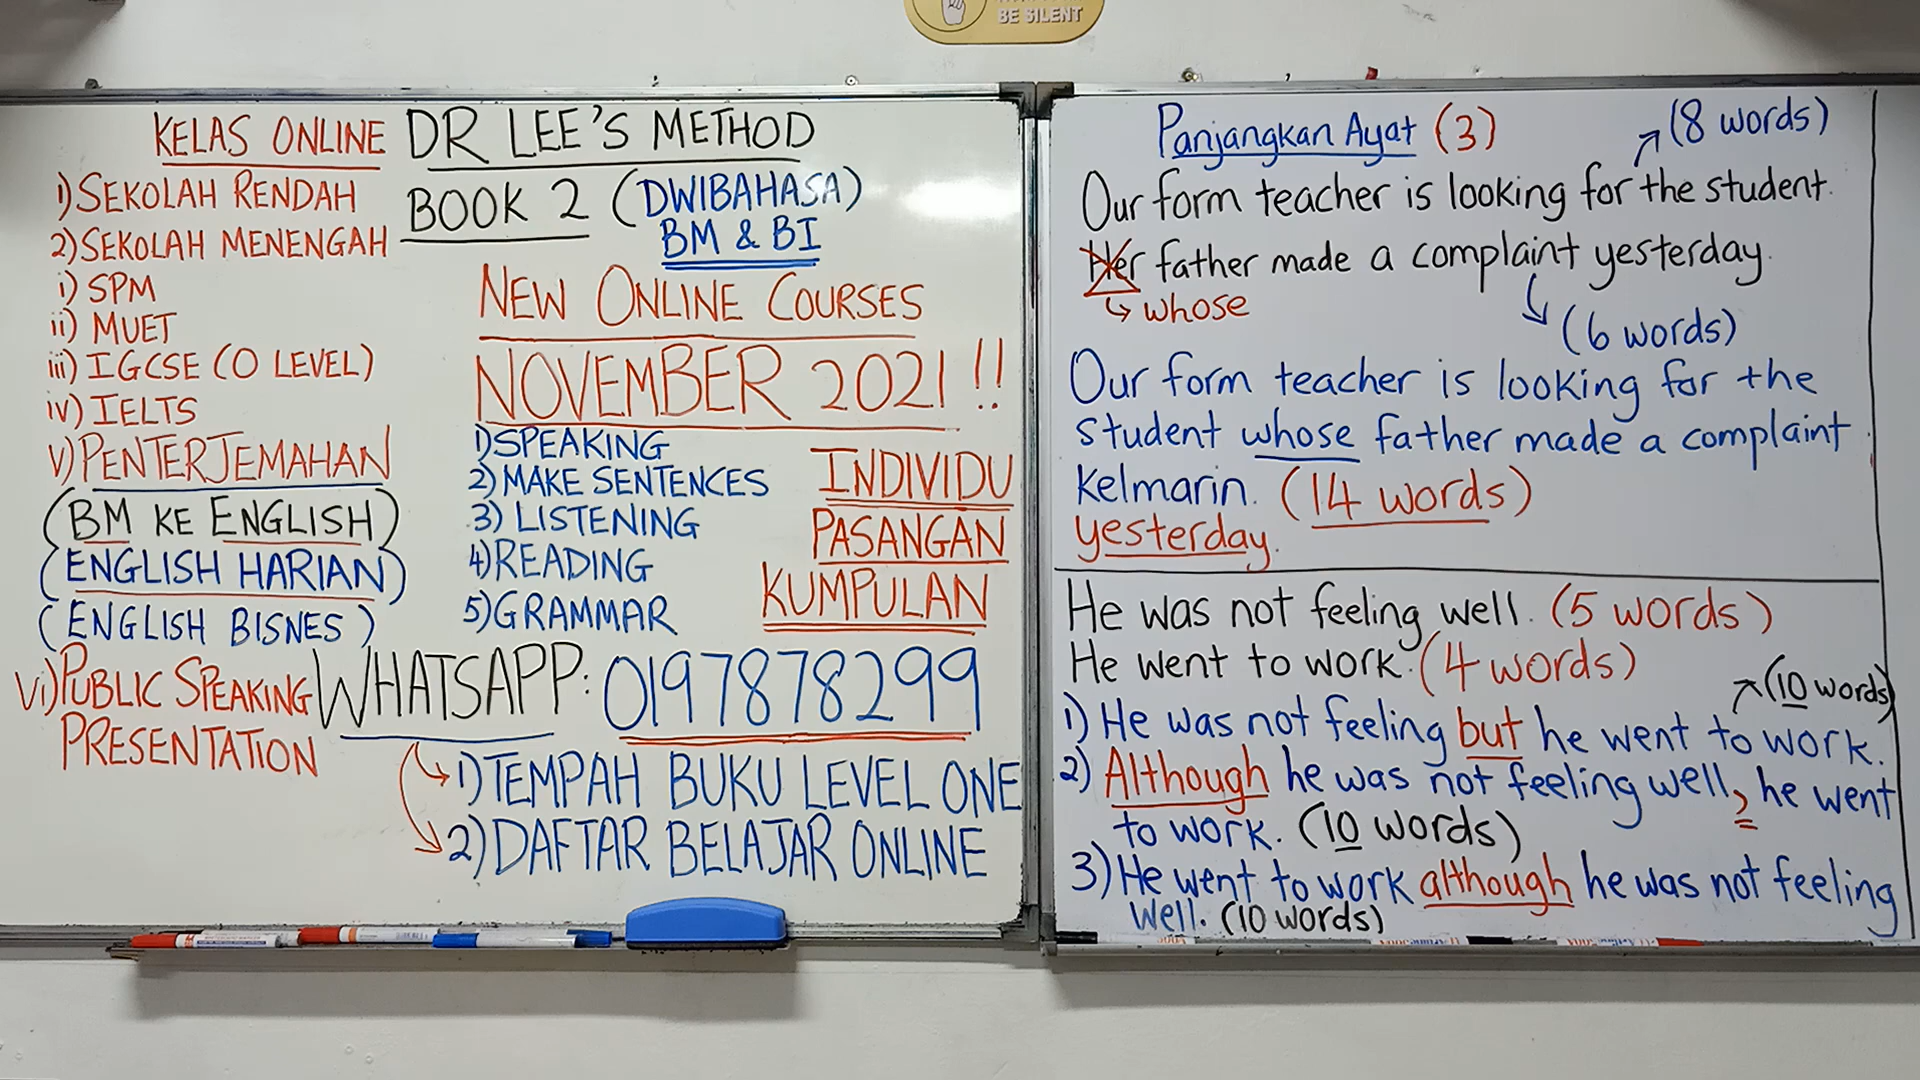 BE SILENT
KELAS ONLINE
1) SEKOLAH RENDAH
2) SEKOLAH MENENGAH
i) SPM
ii) MUET
iii) IGCSE (O LEVEL)
iv) IELTS
v) PENTERJEMAHAN
(BM KE ENGLISH)
(ENGLISH HARIAN)
(ENGLISH BISNES)
vi) PUBLIC SPEAKING
PRESENTATION
DR LEE'S METHOD
BOOK 2 (DWIBAHASA)
BM & BI
NEW ONLINE COURSES
NOVEMBER 2021 !!
1) SPEAKING
2) MAKE SENTENCES
3) LISTENING
4) READING
5) GRAMMAR
INDIVIDU
PASANGAN
KUMPULAN
WHATSAPP: 0197878299
1) TEMPAH BUKU LEVEL ONE
2) DAFTAR BELAJAR ONLINE
Panjangkan Ayat (3)
(8 words)
Our form teacher is looking for the student.
Her father made a complaint yesterday.
whose
(6 words)
Our form teacher is looking for the
student whose father made a complaint
Kelmarin. (14 words)
yesterday.
He was not feeling well. (5 words)
He went to work. (4 words)
(10 words)
1) He was not feeling but he went to work.
2) Although he was not feeling well, he went
to work. (10 words)
3) He went to work although he was not feeling
well. (10 words)